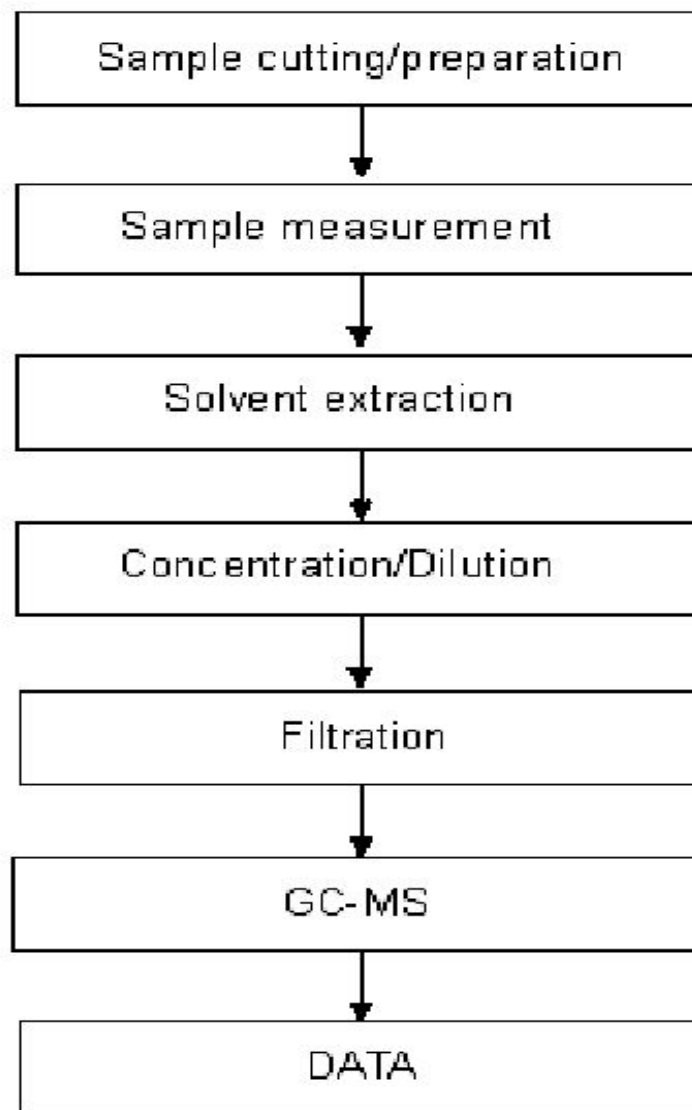 Sample cutting/preparation
Sample measurement
Solvent extraction
Concentration/Dilution
Filtration
GC-MS
DATA